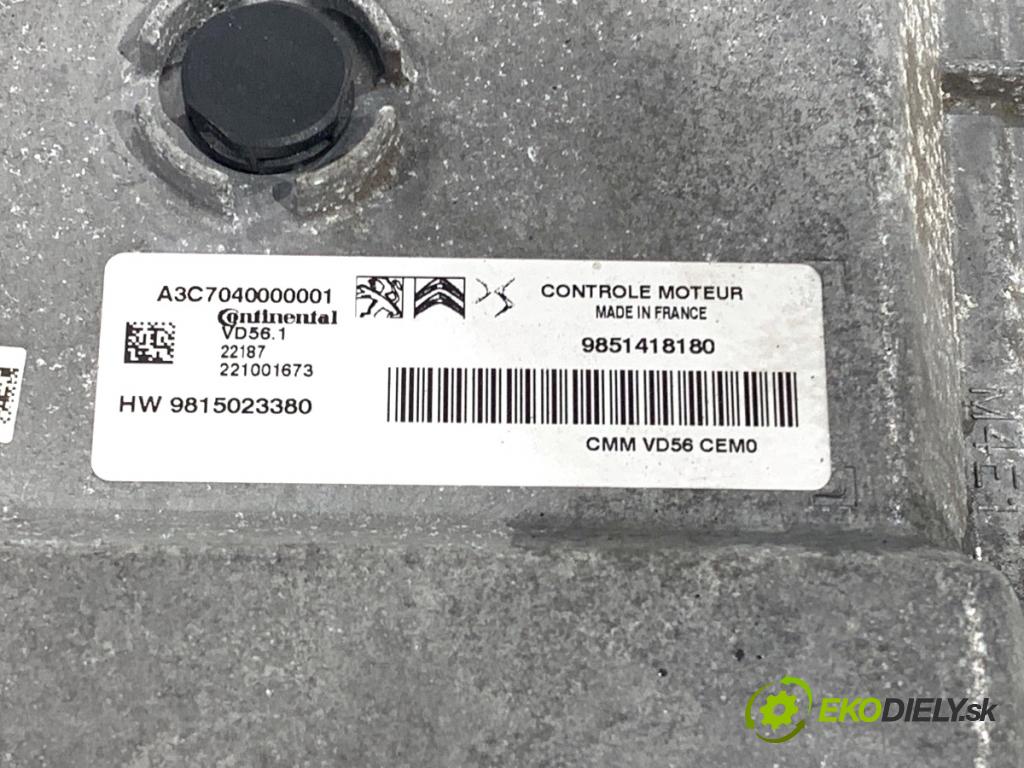 A3C7040000001
Continental
VD56.1
22187
221001673
HW 9815023380
CONTROLE MOTEUR
MADE IN FRANCE
9851418180
CMM VD56 CEM0
EKODIELY.sk